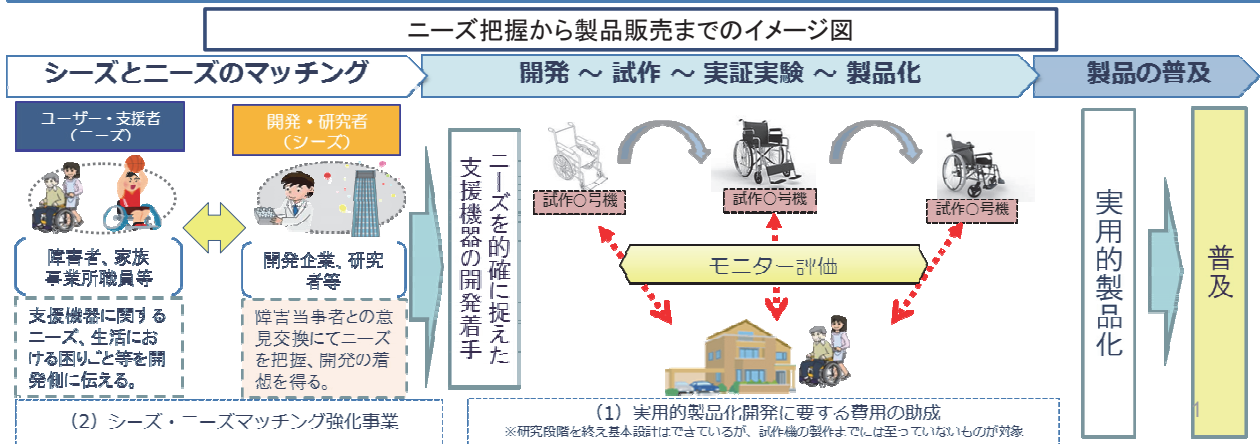 ニーズ把握から製品販売までのイメージ図
シーズとニーズのマッチング
開発 ～ 試作 ～ 実証実験 ～ 製品化
製品の普及
ユーザー・支援者
（ニーズ）
開発・研究者
（シーズ）
障害者、家族
事業所職員等
開発企業、研究
者等
支援機器に関する
ニーズ、生活にお
ける困りごと等を開
発側に伝える。
障害当事者との意
見交換にてニーズ
を把握、開発の着
想を得る。
（2）シーズ・ニーズマッチング強化事業
ニーズを的確に捉えた
支援機器の開発着手
試作○号機
試作○号機
試作○号機
モニター評価
（1）実用的製品化開発に要する費用の助成
※研究段階を終え基本設計はできているが、試作機の製作までには至っていないものが対象
実用的製品化
普及
1